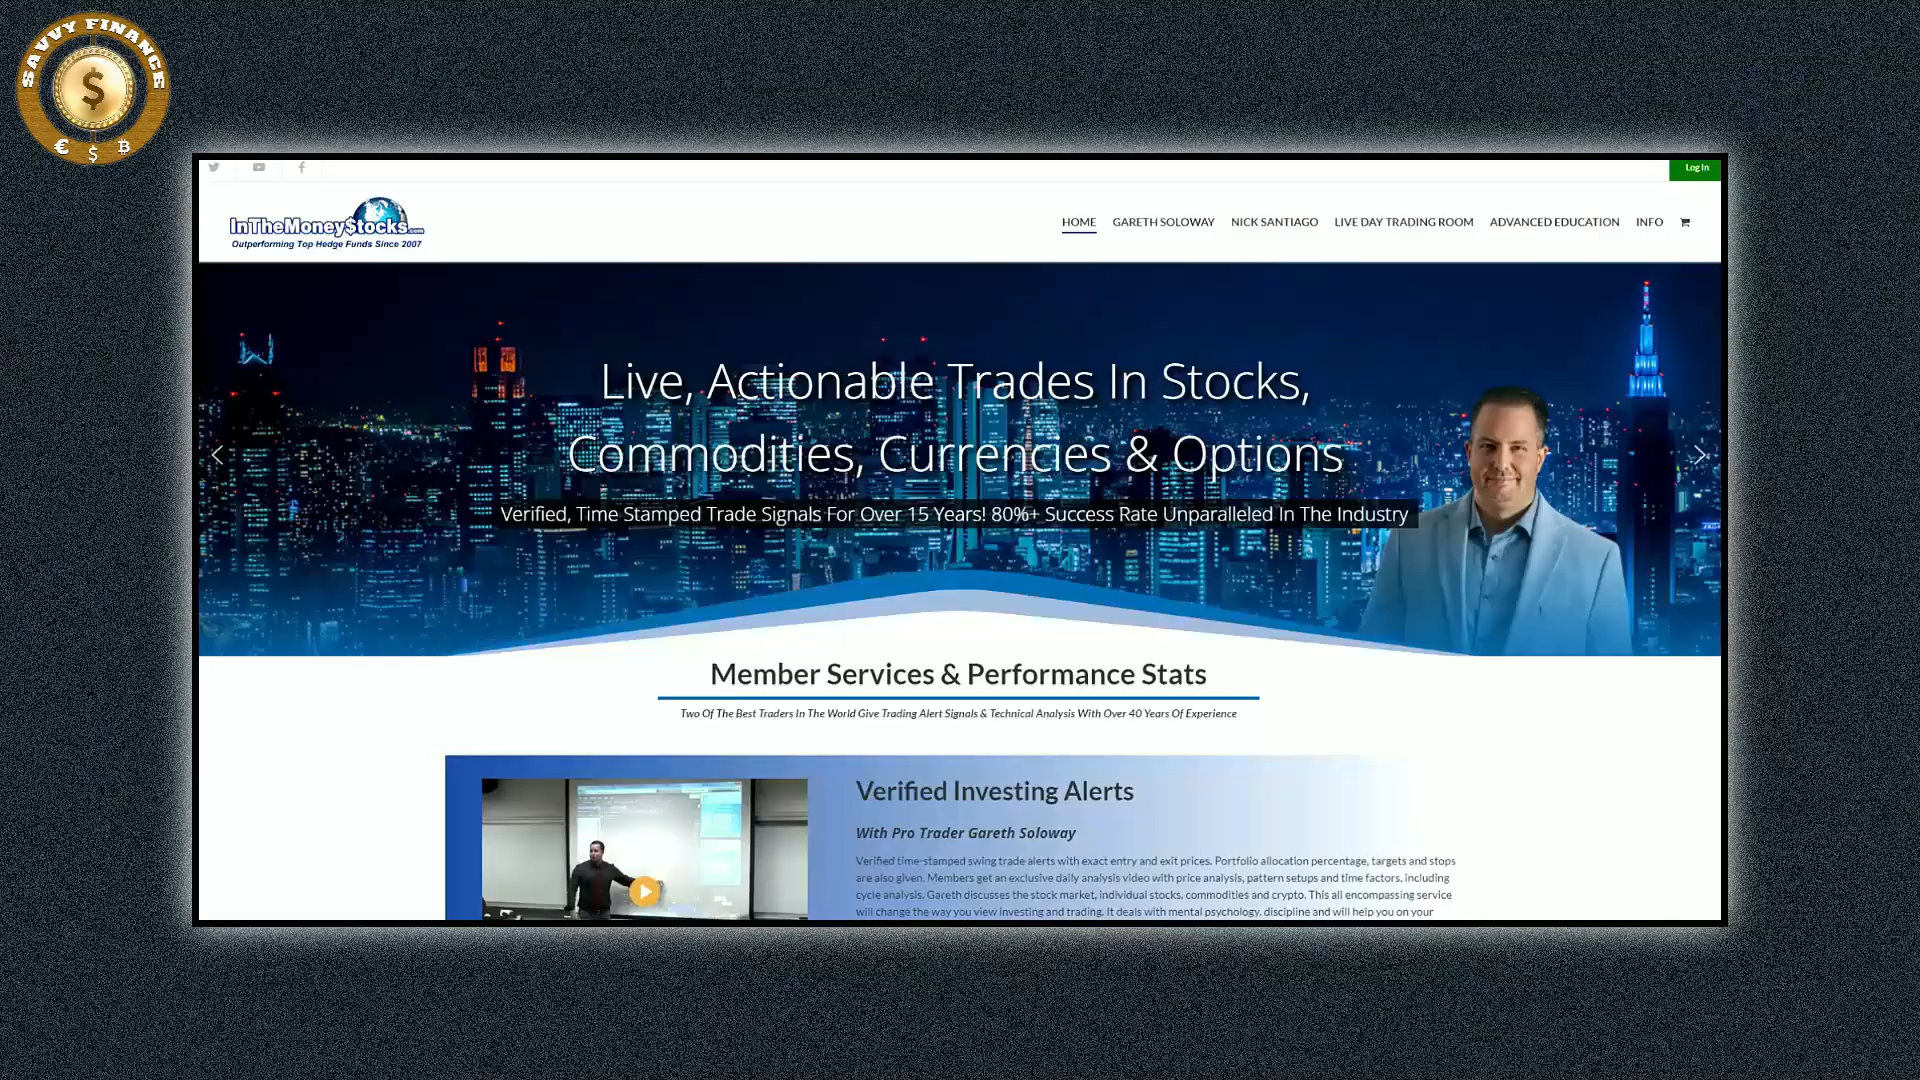 SAVVY FINANCE
$
€ $ ₿
Log In
InTheMoney$tocks.com
Outperforming Top Hedge Funds Since 2007
HOME GARETH SOLOWAY NICK SANTIAGO LIVE DAY TRADING ROOM ADVANCED EDUCATION INFO
Live, Actionable Trades In Stocks,
Commodities, Currencies & Options
Verified, Time Stamped Trade Signals For Over 15 Years! 80%+ Success Rate Unparalleled In The Industry
Member Services & Performance Stats
Two Of The Best Traders In The World Give Trading Alert Signals & Technical Analysis With Over 40 Years Of Experience
Verified Investing Alerts
With Pro Trader Gareth Soloway
Verified time-stamped swing trade alerts with exact entry and exit prices. Portfolio allocation percentage, targets and stops
are also given. Members get an exclusive daily analysis video with price analysis, pattern setups and time factors, including
cycle analysis. Gareth discusses the stock market, individual stocks, commodities and crypto. This all encompassing service
will change the way you view investing and trading. It deals with mental psychology, discipline and will help you on your